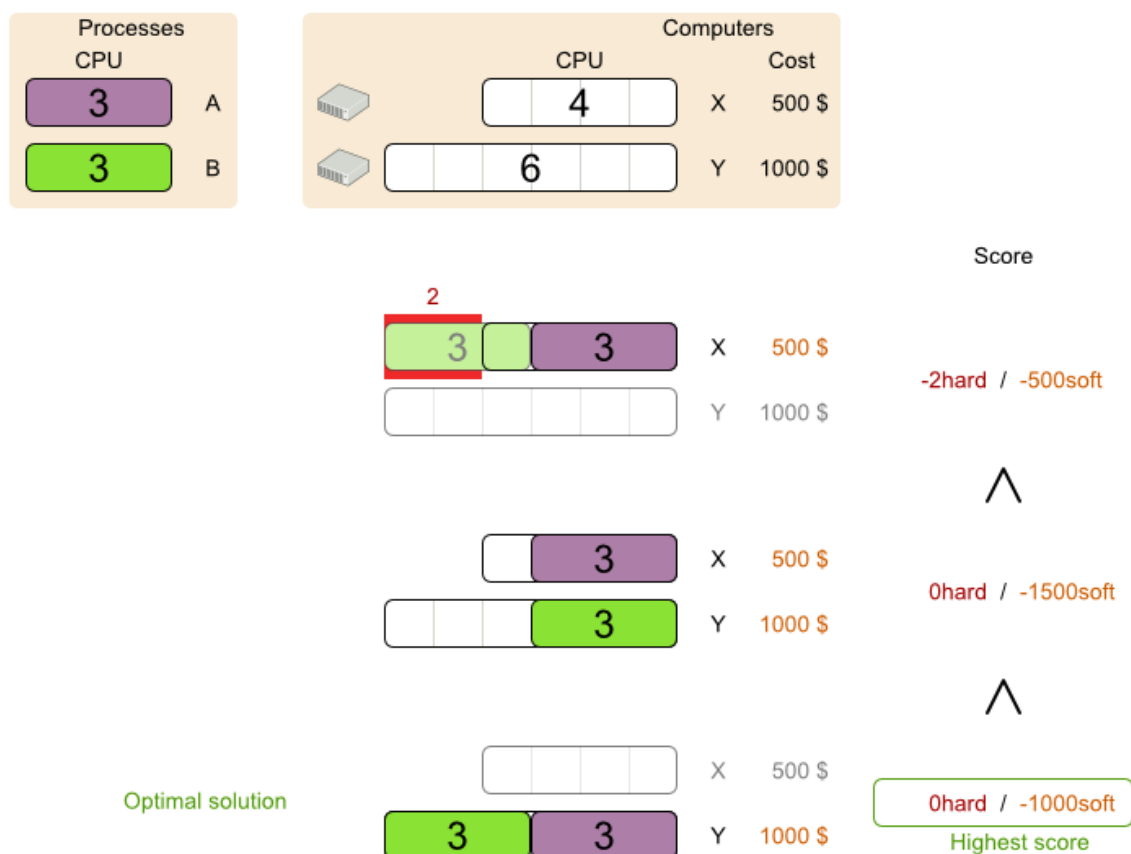 Processes
CPU
3 A
3 B
Computers
CPU Cost
4 X 500 $
6 Y 1000 $
Score
2
3 3 X 500 $
Y 1000 $
-2hard / -500soft
3 X 500 $
3 Y 1000 $
0hard / -1500soft
X 500 $
Optimal solution
3 3 Y 1000 $
0hard / -1000soft
Highest score